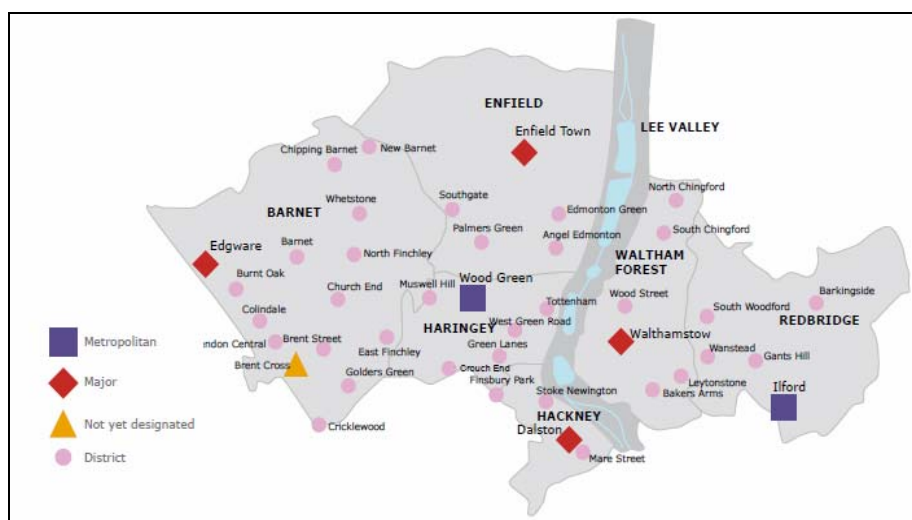 ENFIELD
Enfield Town
LEE VALLEY
Chipping Barnet
New Barnet
North Chingford
Whetstone
Southgate
BARNET
Edmonton Green
Palmers Green
South Chingford
Edgware
Barnet
North Finchley
Angel Edmonton
WALTHAM
FOREST
Burnt Oak
Muswell Hill
Wood Green
Church End
Barkingside
Colindale
Tottenham
Wood Street
South Woodford
REDBRIDGE
HARINGEY
West Green Road
Walthamstow
ndon Central
Brent Street
East Finchley
Green Lanes
Wanstead
Gants Hill
Brent Cross
Golders Green
Crouch End
Finsbury Park
Stoke Newington
Leytonstone
Bakers Arms
Ilford
HACKNEY
Dalston
Cricklewood
Mare Street
Metropolitan
Major
Not yet designated
District